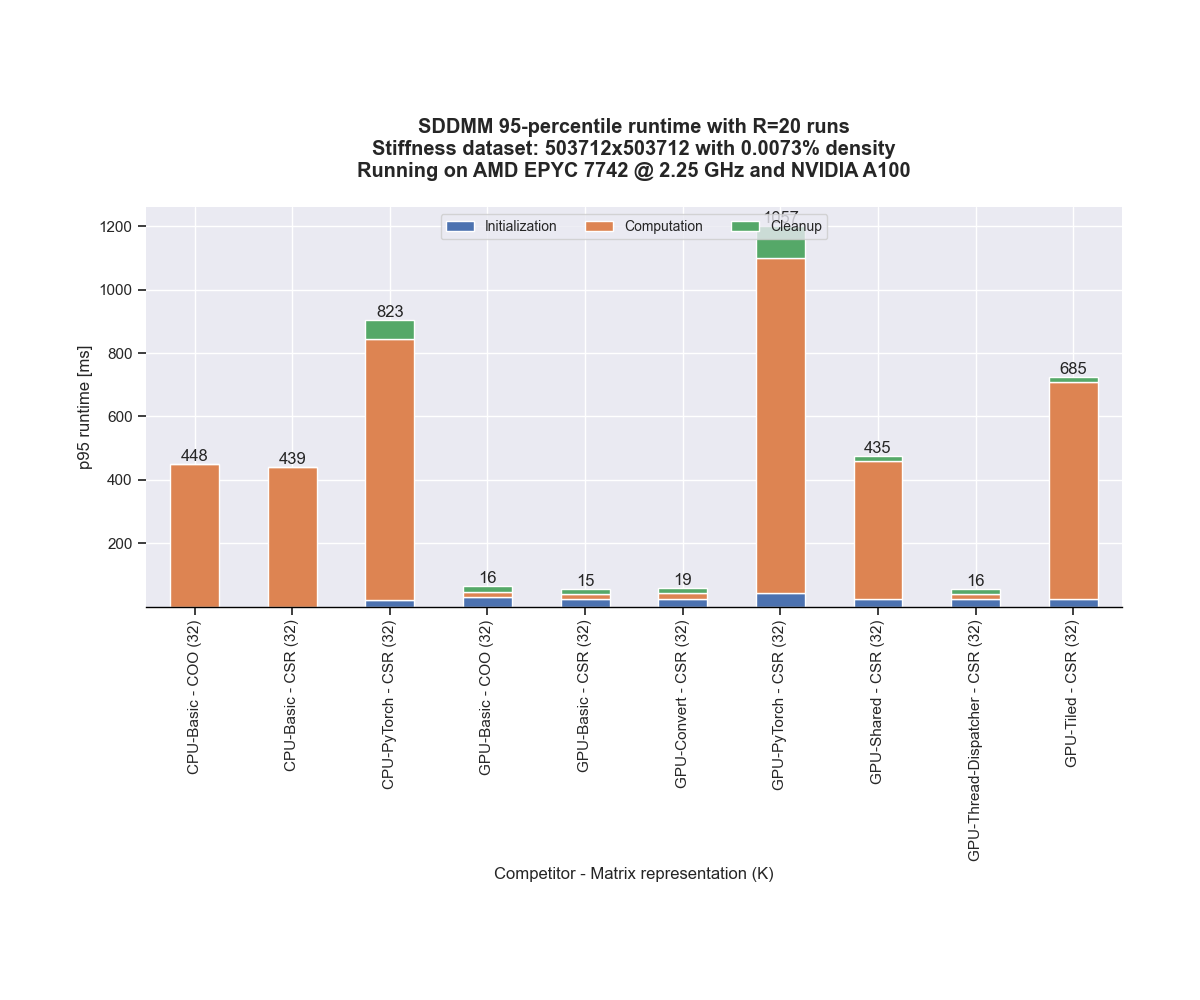 SDDMM 95-percentile runtime with R=20 runs
Stiffness dataset: 503712x503712 with 0.0073% density
Running on AMD EPYC 7742 @ 2.25 GHz and NVIDIA A100
Initialization Computation Cleanup
1057
1200
1000
800
600
400
200
p95 runtime [ms]
448
439
823
16
15
19
435
16
685
CPU-Basic - COO (32)
CPU-Basic - CSR (32)
CPU-PyTorch - CSR (32)
GPU-Basic - COO (32)
GPU-Basic - CSR (32)
GPU-Convert - CSR (32)
GPU-PyTorch - CSR (32)
GPU-Shared - CSR (32)
GPU-Thread-Dispatcher - CSR (32)
GPU-Tiled - CSR (32)
Competitor - Matrix representation (K)